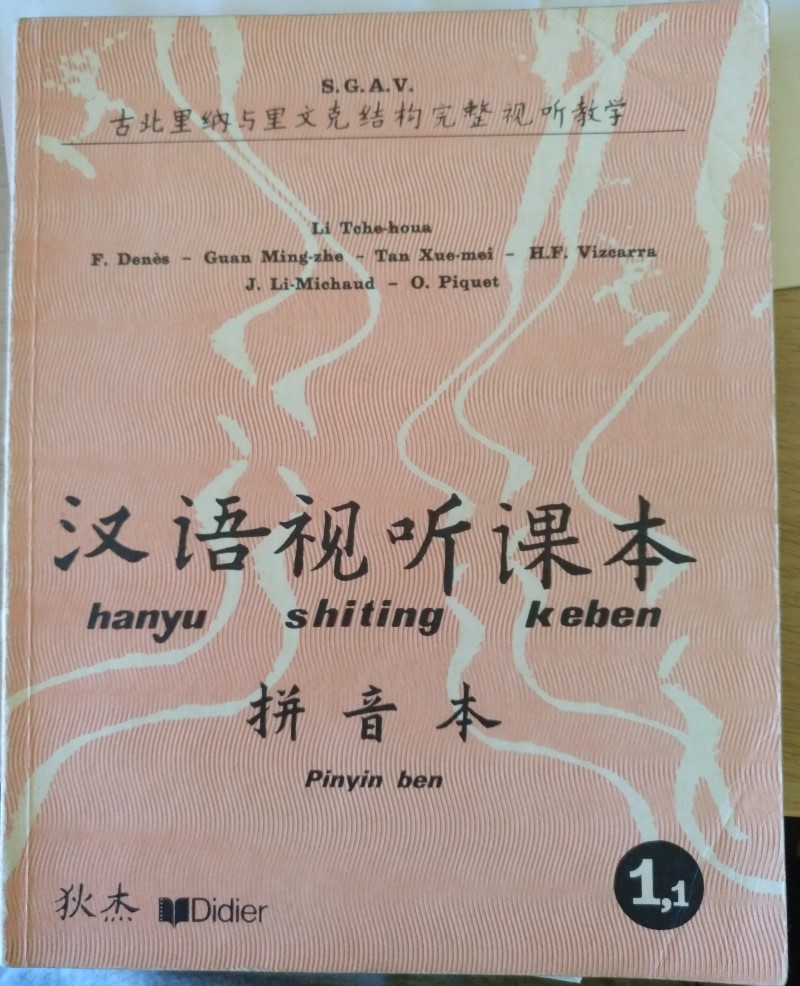 S.G.A.V.
古北里纳与里文克结构完整视听教学
Li Tche-houa
F. Denès – Guan Ming-zhe – Tan Xue-mei – H.F. Vizcarra
J. Li-Michaud – O. Piquet
汉语视听课本
hanyu shiting keben
拼音本
Pinyin ben
狄杰 Didier
1,1